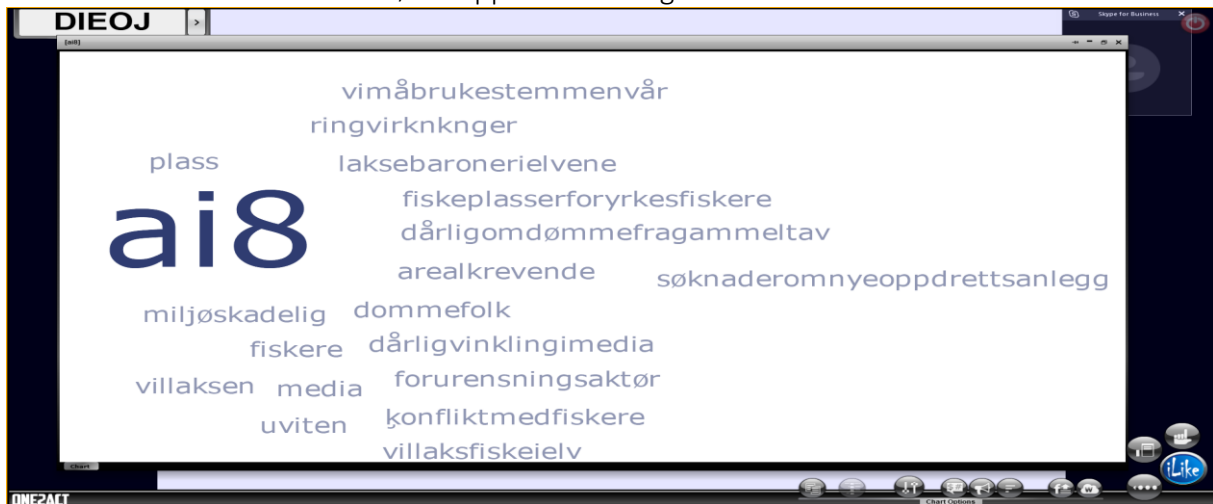 DIEOJ >
Skype for Business
[ai8]
vimåbrukestemmenvår
ringvirknknger
plass
laksebaronerielvene
fiskeplasserforyrkesfiskere
ai8
dårligomdømmefragammeltav
arealkrevende
søknaderomnyeoppdrettsanlegg
miljøskadelig
dommefolk
fiskere
dårligvinklingimedia
villaksen
media
forurensningsaktør
uviten
konfliktmedfiskere
villaksfiskeielv
Chart
iLike
Chart Options
ONE2ACT